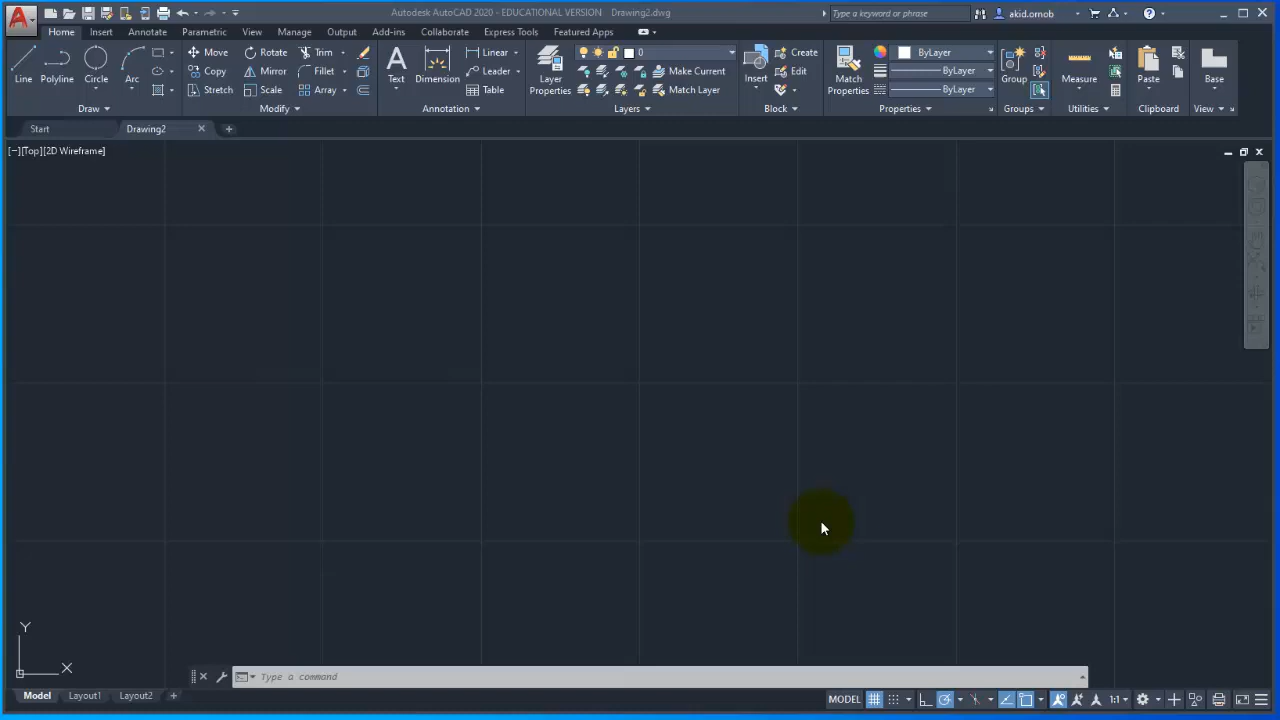 Autodesk AutoCAD 2020 - EDUCATIONAL VERSION Drawing2.dwg
Type a keyword or phrase
akid.ornob
Home Insert Annotate Parametric View Manage Output Add-ins Collaborate Express Tools Featured Apps
Line Polyline Circle Arc
Draw
Move Rotate Trim
Copy Mirror Fillet
Stretch Scale Array
Modify
Text Dimension
Linear
Leader
Table
Annotation
Layer Properties
0
Make Current
Match Layer
Layers
Insert
Create
Edit
Block
Match Properties
ByLayer
ByLayer
ByLayer
Properties
Group
Groups
Measure
Utilities
Paste
Clipboard
Base
View
Start Drawing2
[−][Top][2D Wireframe]
Y
X
Type a command
Model Layout1 Layout2
MODEL 1:1